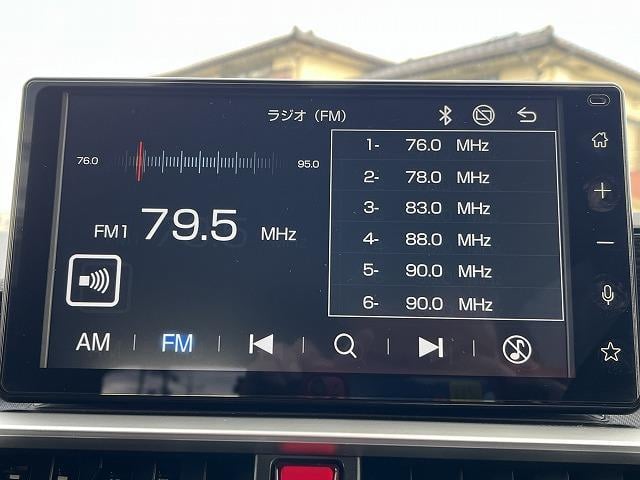 ラジオ（FM）
76.0
95.0
FM1 79.5 MHz
1- 76.0 MHz
2- 78.0 MHz
3- 83.0 MHz
4- 88.0 MHz
5- 90.0 MHz
6- 90.0 MHz
AM FM